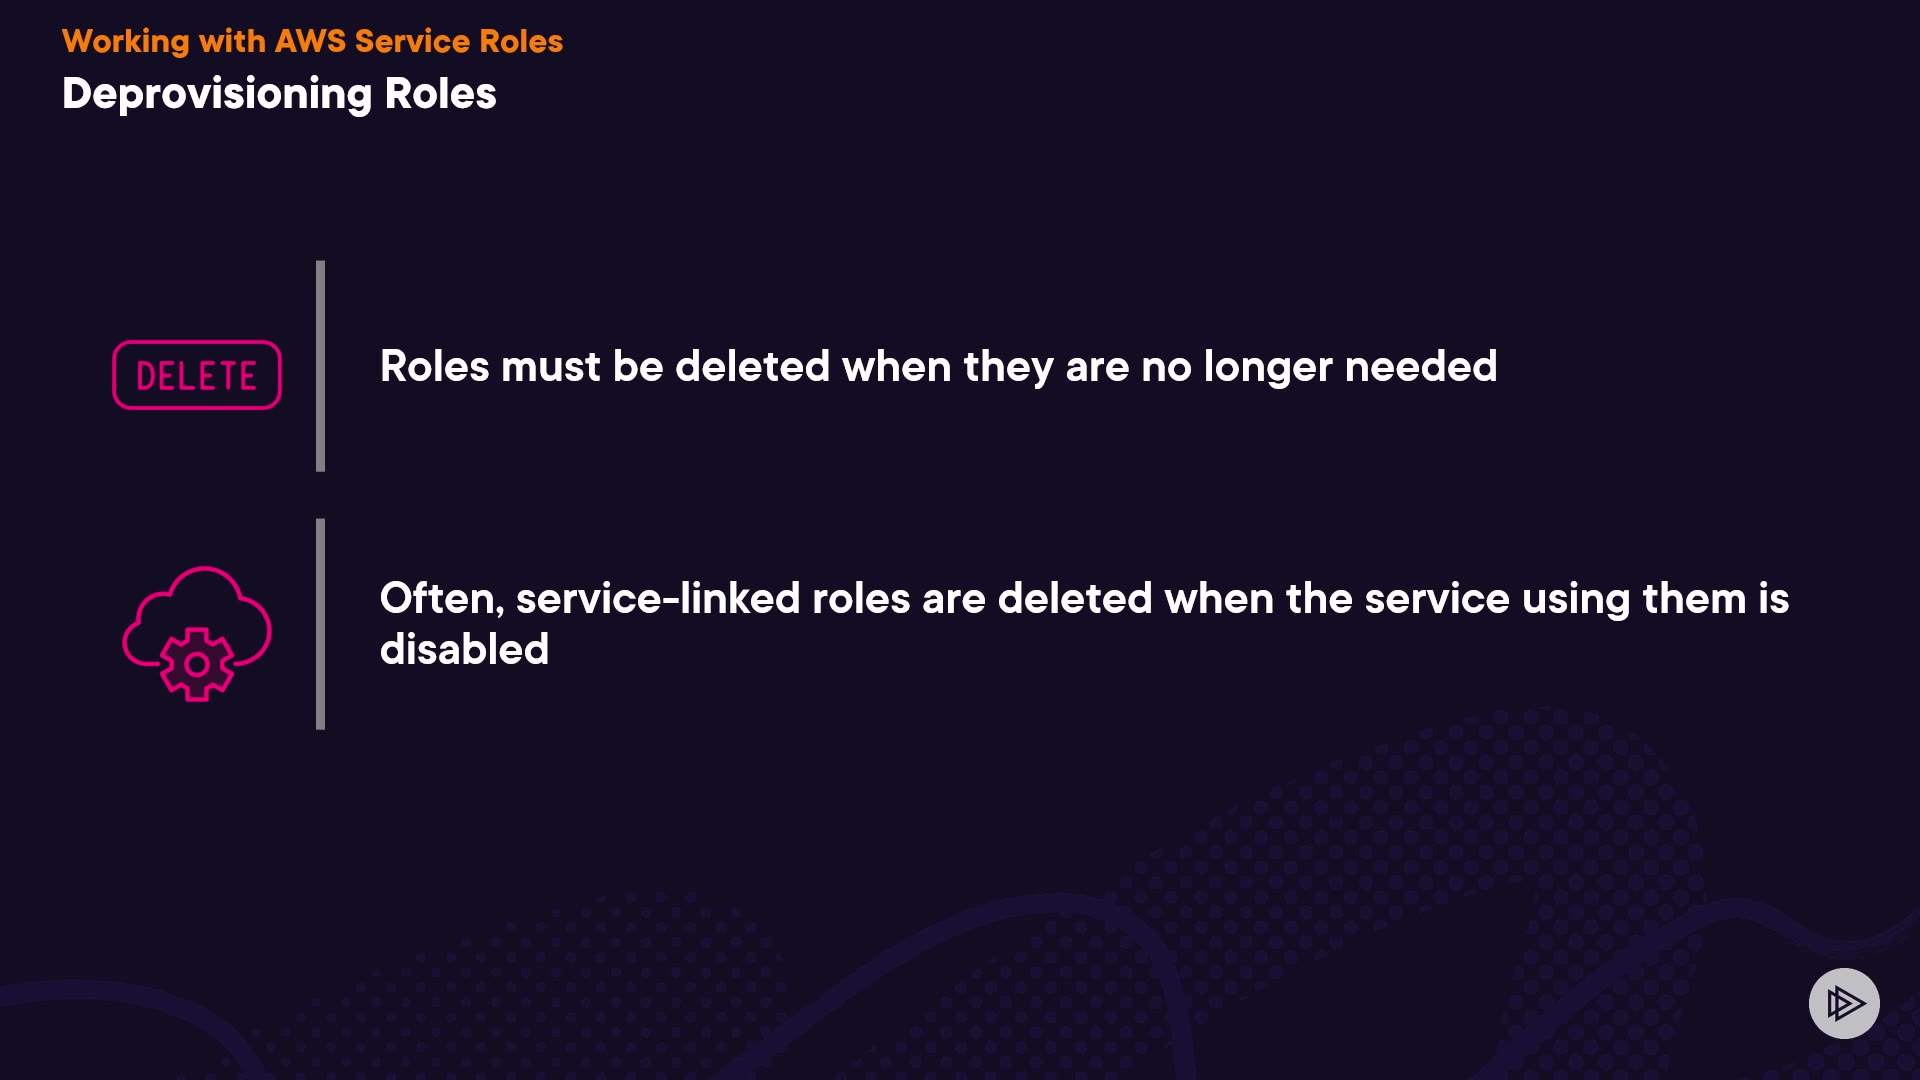 Working with AWS Service Roles
Deprovisioning Roles
DELETE
Roles must be deleted when they are no longer needed
Often, service-linked roles are deleted when the service using them is
disabled